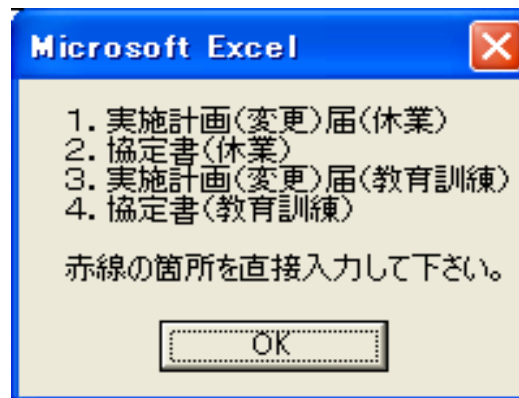 Microsoft Excel
1. 実施計画(変更)届(休業)
2. 協定書(休業)
3. 実施計画(変更)届(教育訓練)
4. 協定書(教育訓練)
赤線の箇所を直接入力して下さい。
OK